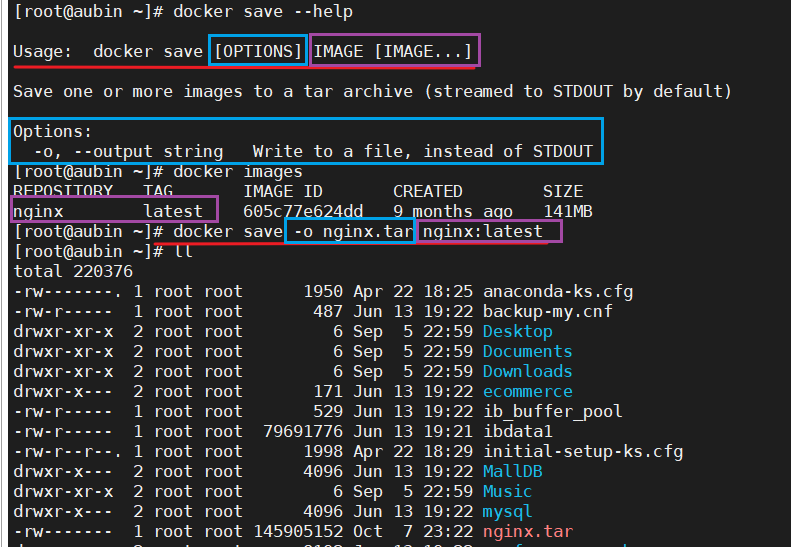 [root@aubin ~]# docker save --help
Usage:  docker save [OPTIONS] IMAGE [IMAGE...]
Save one or more images to a tar archive (streamed to STDOUT by default)
Options:
  -o, --output string   Write to a file, instead of STDOUT
[root@aubin ~]# docker images
REPOSITORY   TAG       IMAGE ID       CREATED        SIZE
nginx        latest    605c77e624dd   9 months ago   141MB
[root@aubin ~]# docker save -o nginx.tar nginx:latest
[root@aubin ~]# ll
total 220376
-rw-------. 1 root root      1950 Apr 22 18:25 anaconda-ks.cfg
-rw-r-----  1 root root       487 Jun 13 19:22 backup-my.cnf
drwxr-xr-x  2 root root         6 Sep  5 22:59 Desktop
drwxr-xr-x  2 root root         6 Sep  5 22:59 Documents
drwxr-xr-x  2 root root         6 Sep  5 22:59 Downloads
drwxr-x---  2 root root       171 Jun 13 19:22 ecommerce
-rw-r-----  1 root root       529 Jun 13 19:22 ib_buffer_pool
-rw-r-----  1 root root  79691776 Jun 13 19:21 ibdata1
-rw-r--r--. 1 root root      1998 Apr 22 18:29 initial-setup-ks.cfg
drwxr-x---  2 root root      4096 Jun 13 19:22 MallDB
drwxr-xr-x  2 root root         6 Sep  5 22:59 Music
drwxr-x---  2 root root      4096 Jun 13 19:22 mysql
-rw-------  1 root root 145905152 Oct  7 23:22 nginx.tar